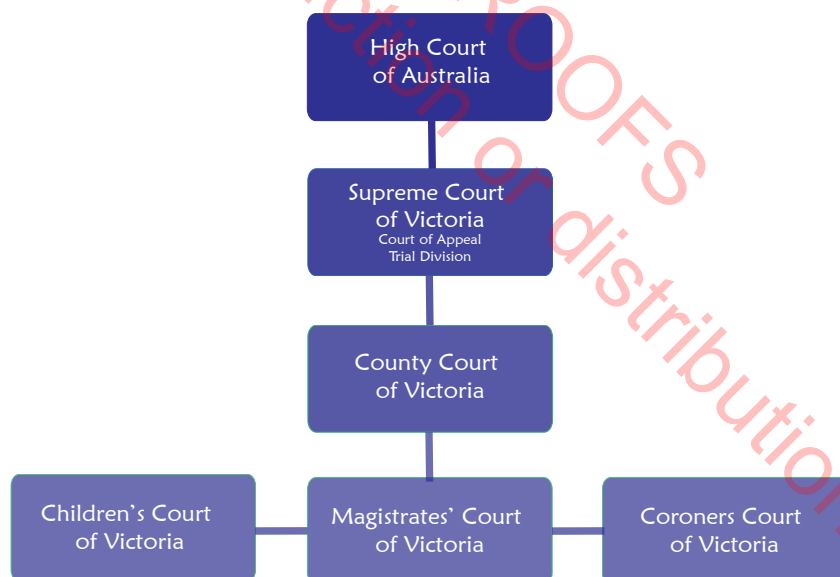 High Court
of Australia
Supreme Court
of Victoria
Court of Appeal
Trial Division
County Court
of Victoria
Children’s Court
of Victoria
Magistrates’ Court
of Victoria
Coroners Court
of Victoria
or distribution